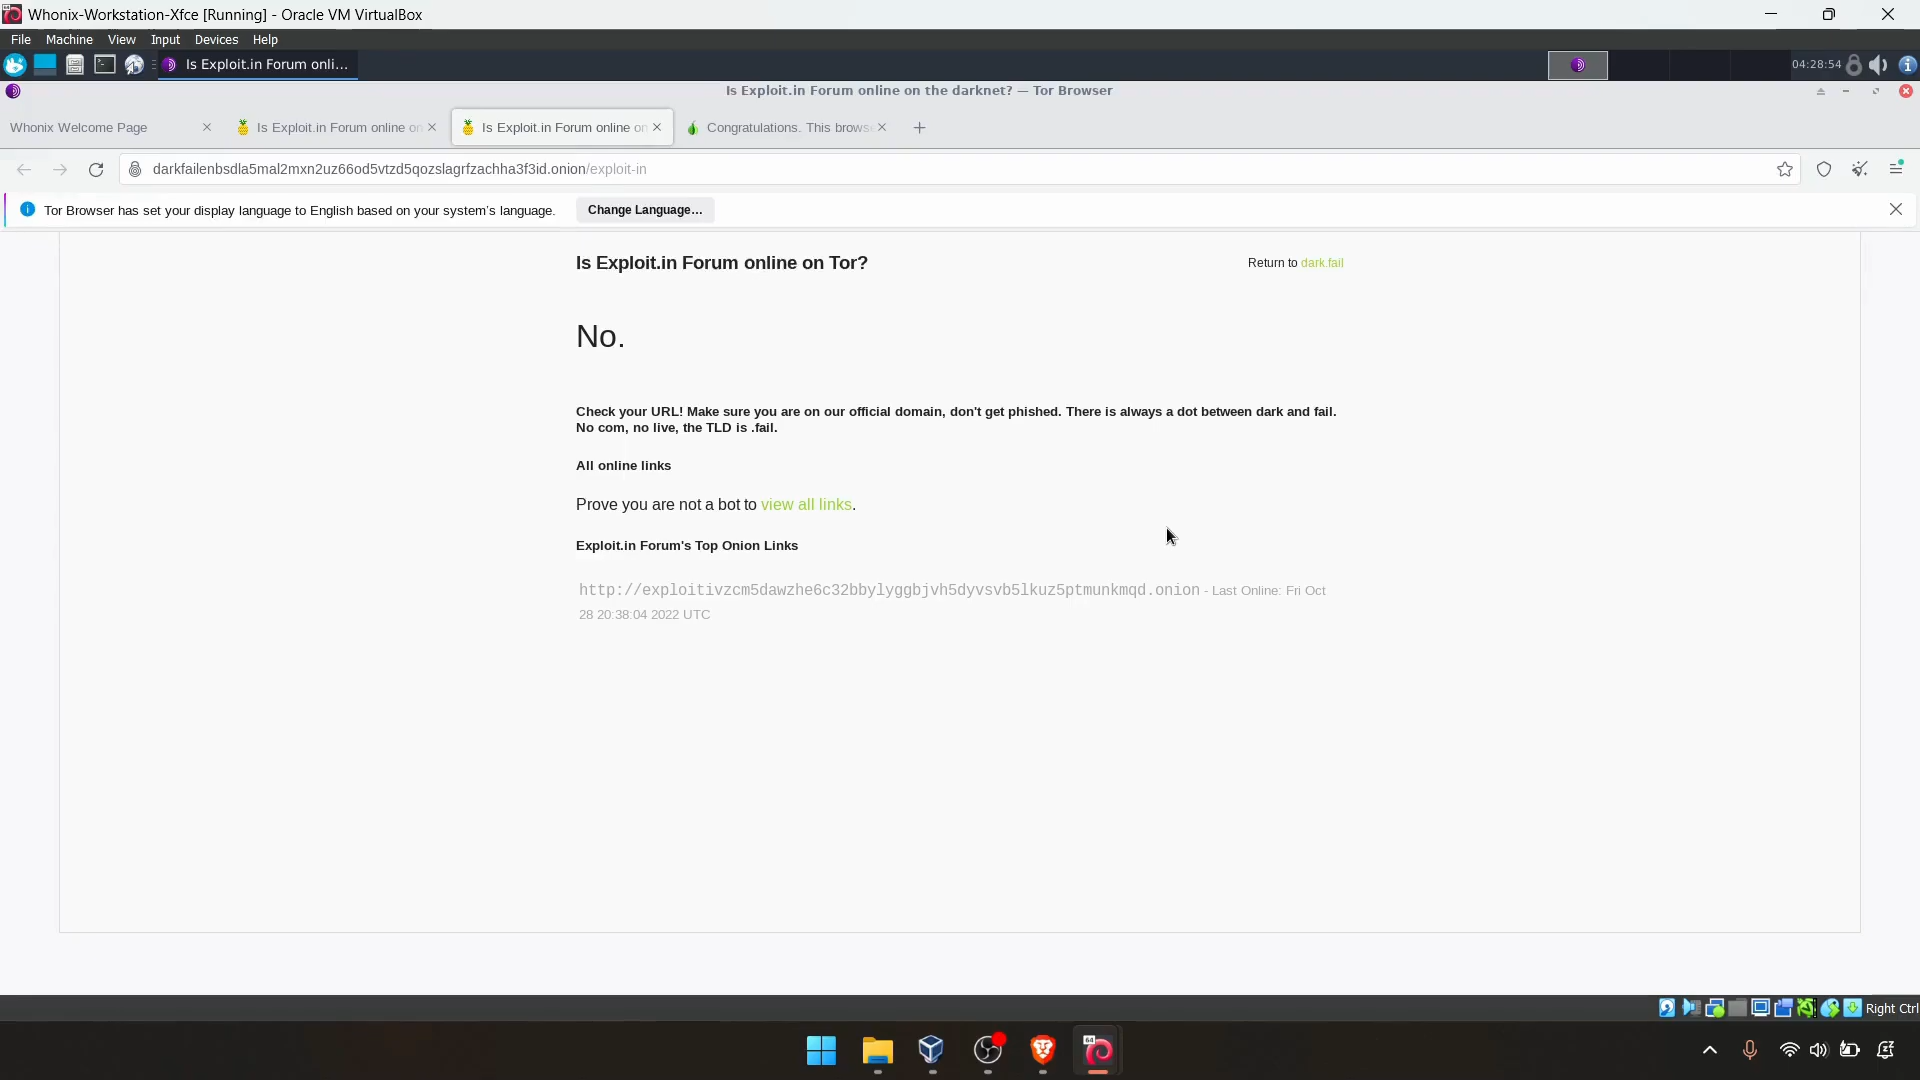 Whonix-Workstation-Xfce [Running] - Oracle VM VirtualBox
File Machine View Input Devices Help
Is Exploit.in Forum onli...
04:28:54
Is Exploit.in Forum online on the darknet? — Tor Browser
Whonix Welcome Page
Is Exploit.in Forum online on
Is Exploit.in Forum online on
Congratulations. This brows
darkfailenbsdla5mal2mxn2uz66od5vtzd5qozslagrfzachha3f3id.onion/exploit-in
Tor Browser has set your display language to English based on your system's language.
Change Language...
Is Exploit.in Forum online on Tor?
Return to dark.fail
No.
Check your URL! Make sure you are on our official domain, don't get phished. There is always a dot between dark and fail.
No com, no live, the TLD is .fail.
All online links
Prove you are not a bot to view all links.
Exploit.in Forum's Top Onion Links
http://exploitivzcm5dawzhe6c32bbylyggbjvh5dyvsvb5lkuz5ptmunkmqd.onion - Last Online: Fri Oct
28 20:38:04 2022 UTC
Right Ctrl
64